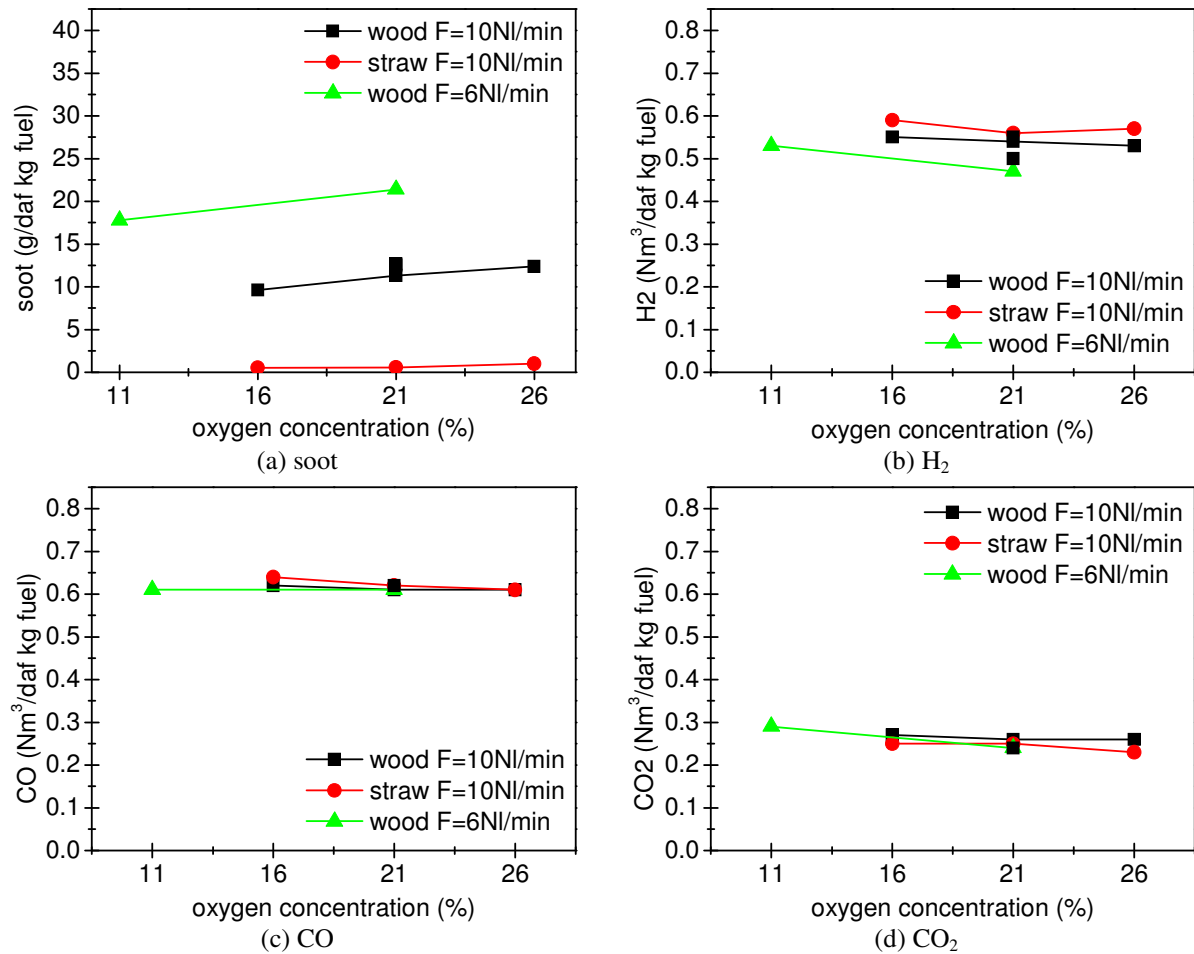 40
35
30
25
20
15
10
5
0
soot (g/daf kg fuel)
wood F=10Nl/min
straw F=10Nl/min
wood F=6Nl/min
11 16 21 26
oxygen concentration (%)
(a) soot
0.8
0.7
0.6
0.5
0.4
0.3
0.2
0.1
0.0
H2 (Nm³/daf kg fuel)
wood F=10Nl/min
straw F=10Nl/min
wood F=6Nl/min
11 16 21 26
oxygen concentration (%)
(b) H₂
0.8
0.7
0.6
0.5
0.4
0.3
0.2
0.1
0.0
CO (Nm³/daf kg fuel)
wood F=10Nl/min
straw F=10Nl/min
wood F=6Nl/min
11 16 21 26
oxygen concentration (%)
(c) CO
0.8
0.7
0.6
0.5
0.4
0.3
0.2
0.1
0.0
CO2 (Nm³/daf kg fuel)
wood F=10Nl/min
straw F=10Nl/min
wood F=6Nl/min
11 16 21 26
oxygen concentration (%)
(d) CO₂